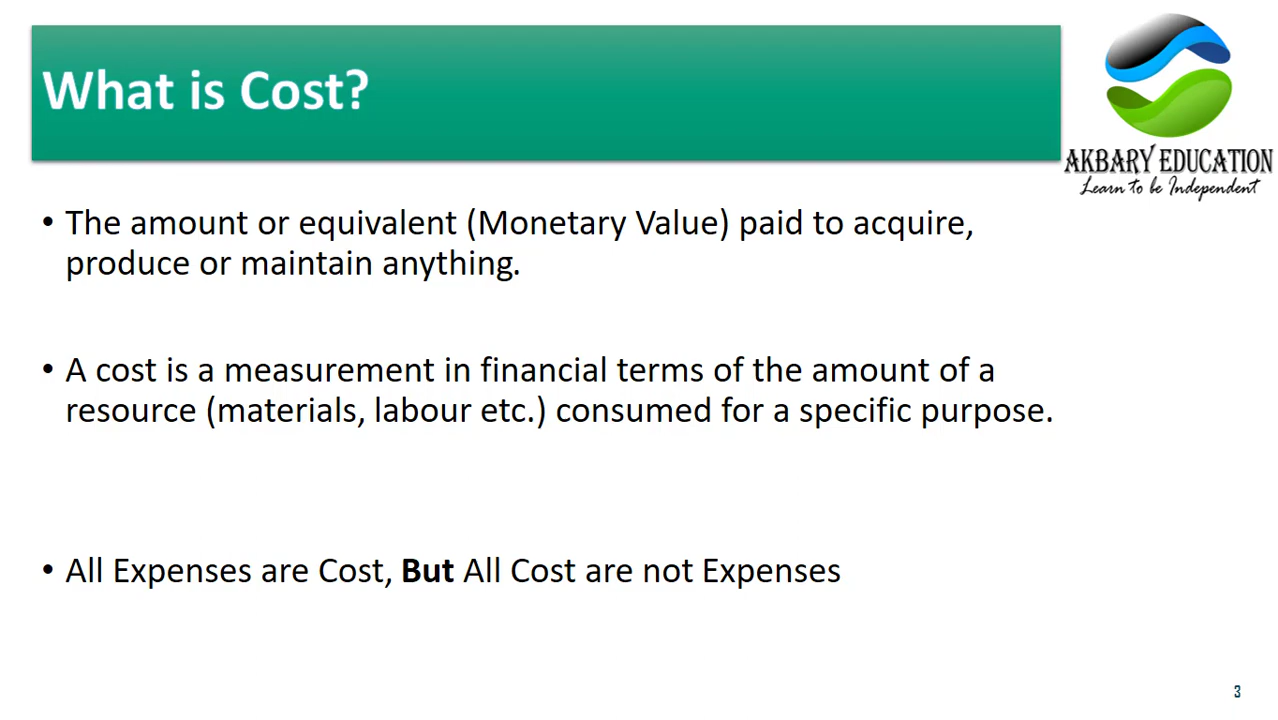 What is Cost?
AKBARY EDUCATION
Learn to be Independent
• The amount or equivalent (Monetary Value) paid to acquire,
produce or maintain anything.
• A cost is a measurement in financial terms of the amount of a
resource (materials, labour etc.) consumed for a specific purpose.
• All Expenses are Cost, But All Cost are not Expenses
3